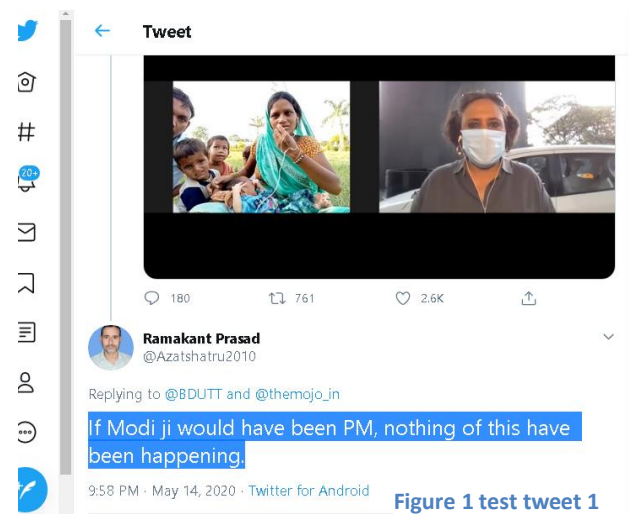 Tweet
20+
180 761 2.6K
Ramakant Prasad
@Azatshatru2010
Replying to @BDUTT and @themojo_in
If Modi ji would have been PM, nothing of this have
been happening.
9:58 PM · May 14, 2020 · Twitter for Android
Figure 1 test tweet 1